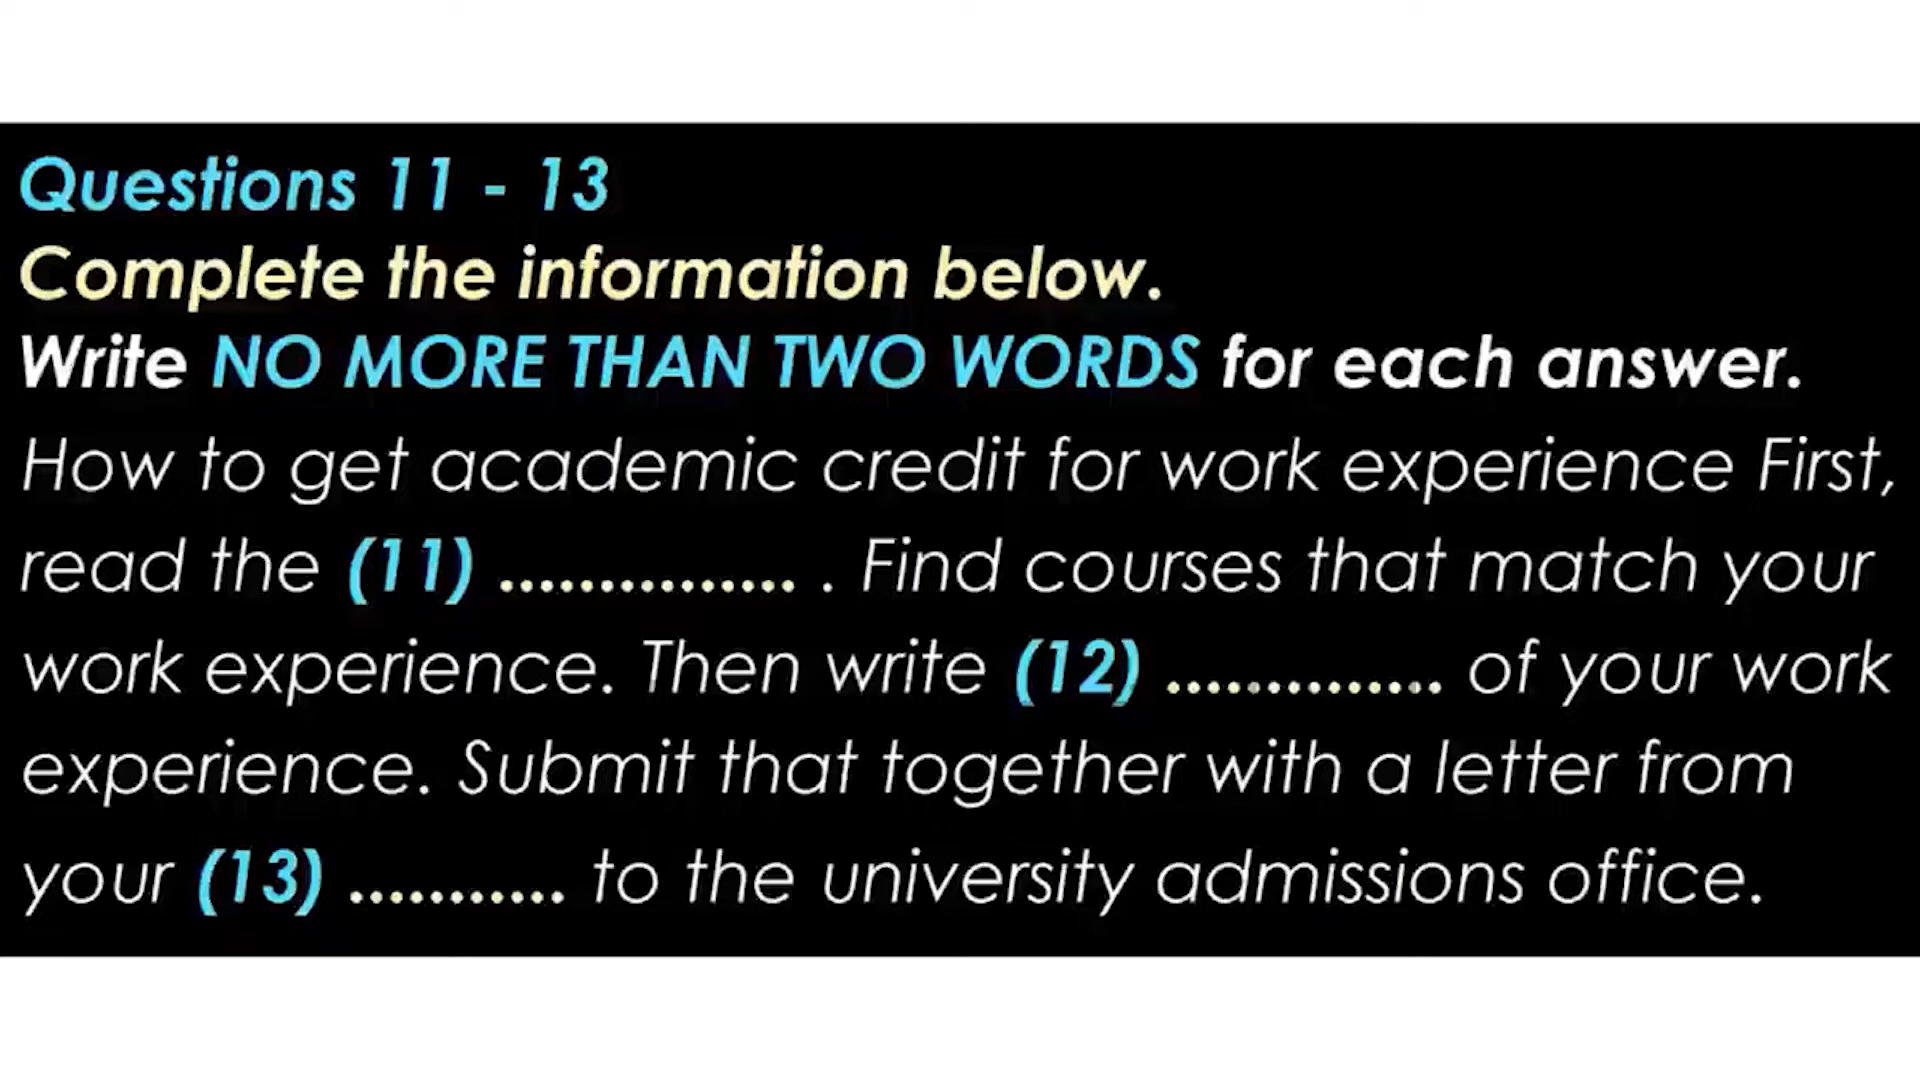 Questions 11 - 13
Complete the information below.
Write NO MORE THAN TWO WORDS for each answer.
How to get academic credit for work experience First,
read the (11) ............... . Find courses that match your
work experience. Then write (12) .............. of your work
experience. Submit that together with a letter from
your (13) ........... to the university admissions office.